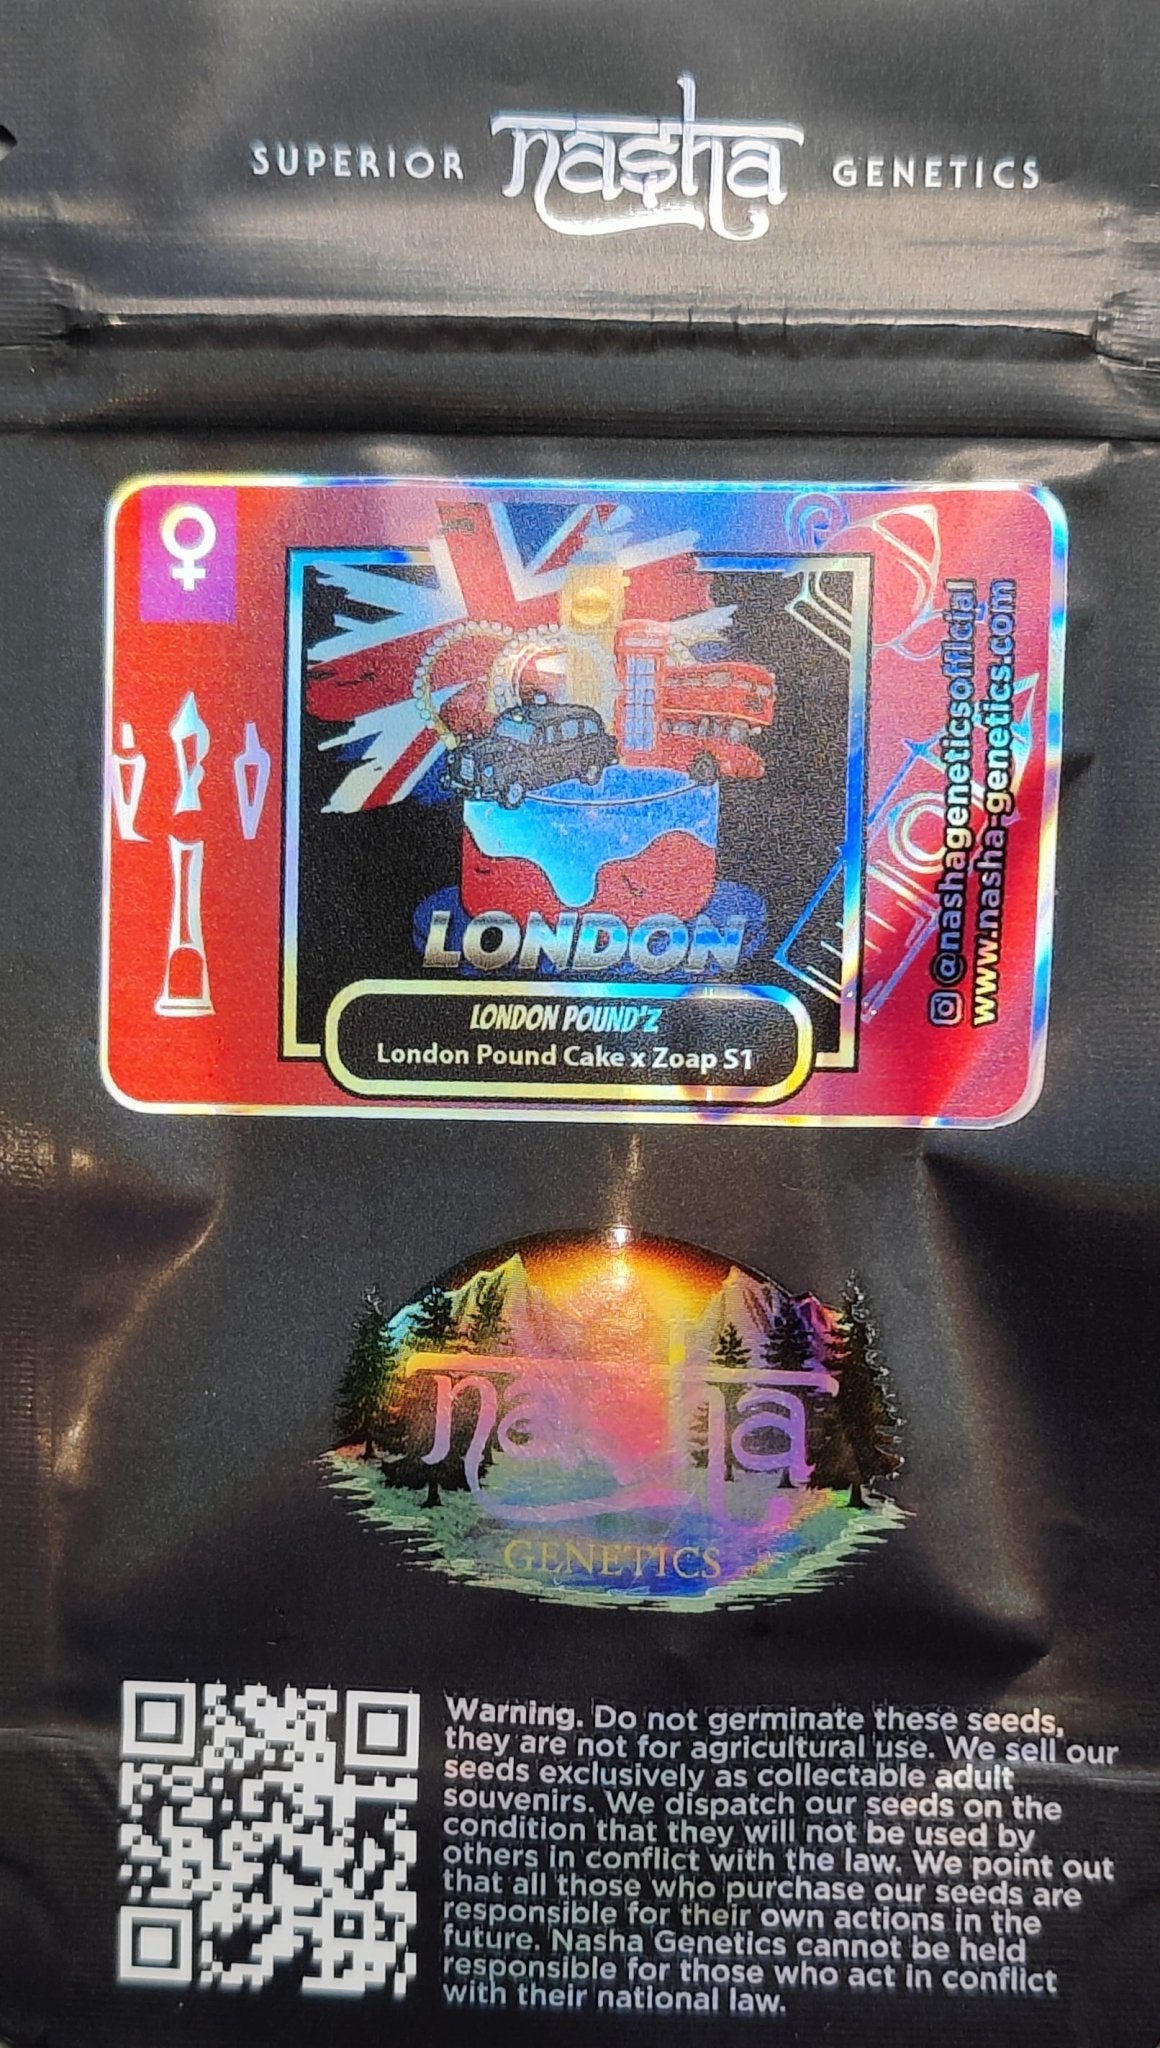 SUPERIOR nasha GENETICS
LONDON
LONDON POUND'Z
London Pound Cake x Zoap S1
@nashageneticsofficial
www.nasha-genetics.com
nasha
GENETICS
Warning. Do not germinate these seeds,
they are not for agricultural use. We sell our
seeds exclusively as collectable adult
souvenirs. We dispatch our seeds on the
condition that they will not be used by
others in conflict with the law. We point out
that all those who purchase our seeds are
responsible for their own actions in the
future. Nasha Genetics cannot be held
responsible for those who act in conflict
with their national law.